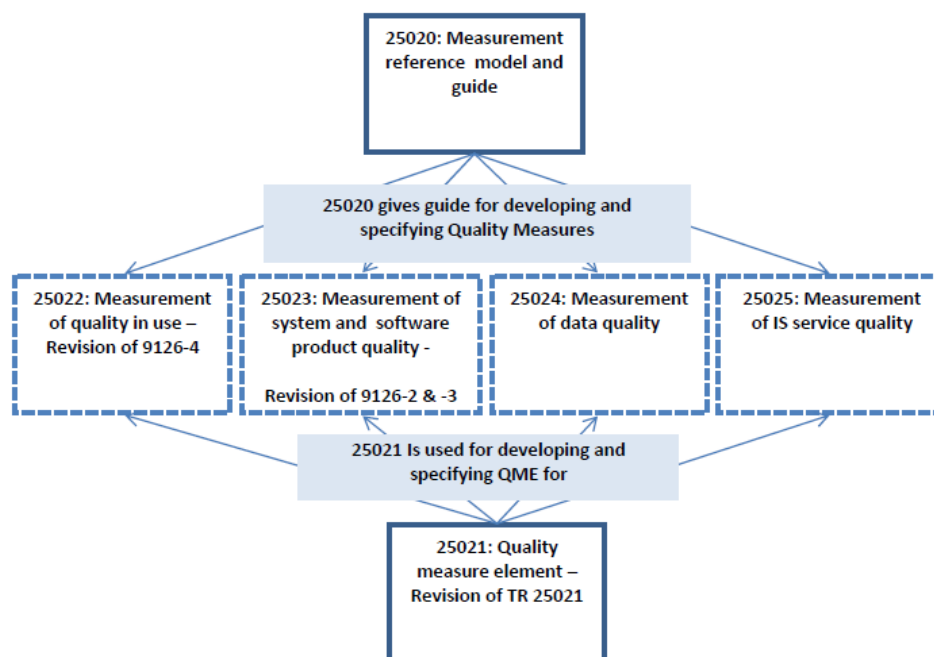 25020: Measurement
reference model and
guide
25020 gives guide for developing and
specifying Quality Measures
25022: Measurement
of quality in use –
Revision of 9126-4
25023: Measurement of
system and software
product quality -
Revision of 9126-2 & -3
25024: Measurement
of data quality
25025: Measurement
of IS service quality
25021 Is used for developing and
specifying QME for
25021: Quality
measure element –
Revision of TR 25021